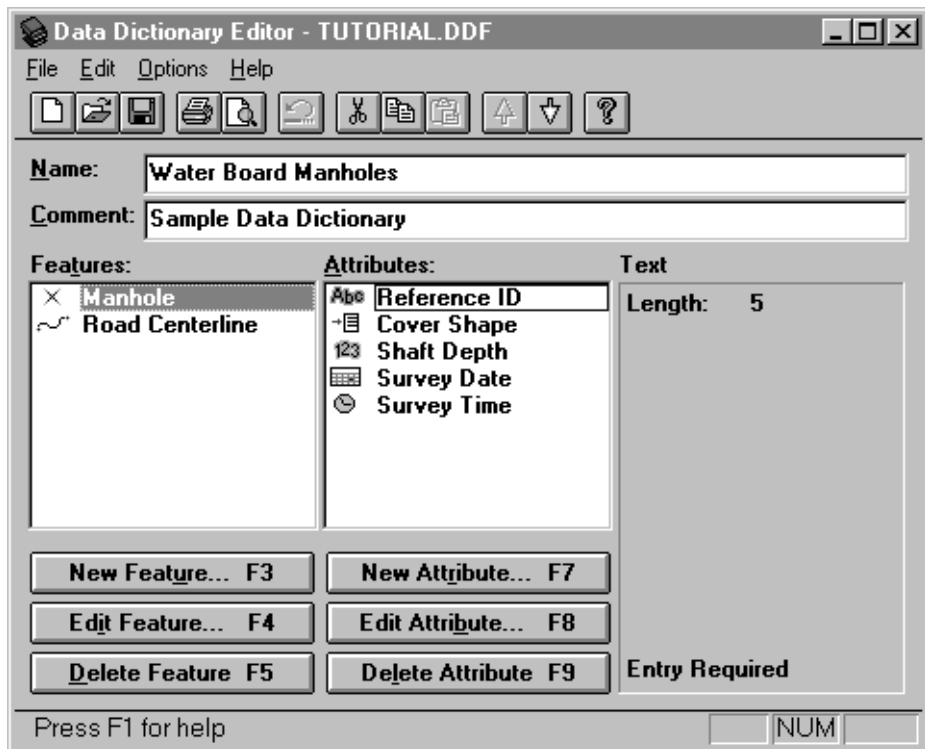 Data Dictionary Editor - TUTORIAL.DDF
File Edit Options Help
Name: Water Board Manholes
Comment: Sample Data Dictionary
Features:
Manhole
Road Centerline
Attributes:
Abc Reference ID
Cover Shape
123 Shaft Depth
Survey Date
Survey Time
Text
Length: 5
Entry Required
New Feature... F3
New Attribute... F7
Edit Feature... F4
Edit Attribute... F8
Delete Feature F5
Delete Attribute F9
Press F1 for help
NUM